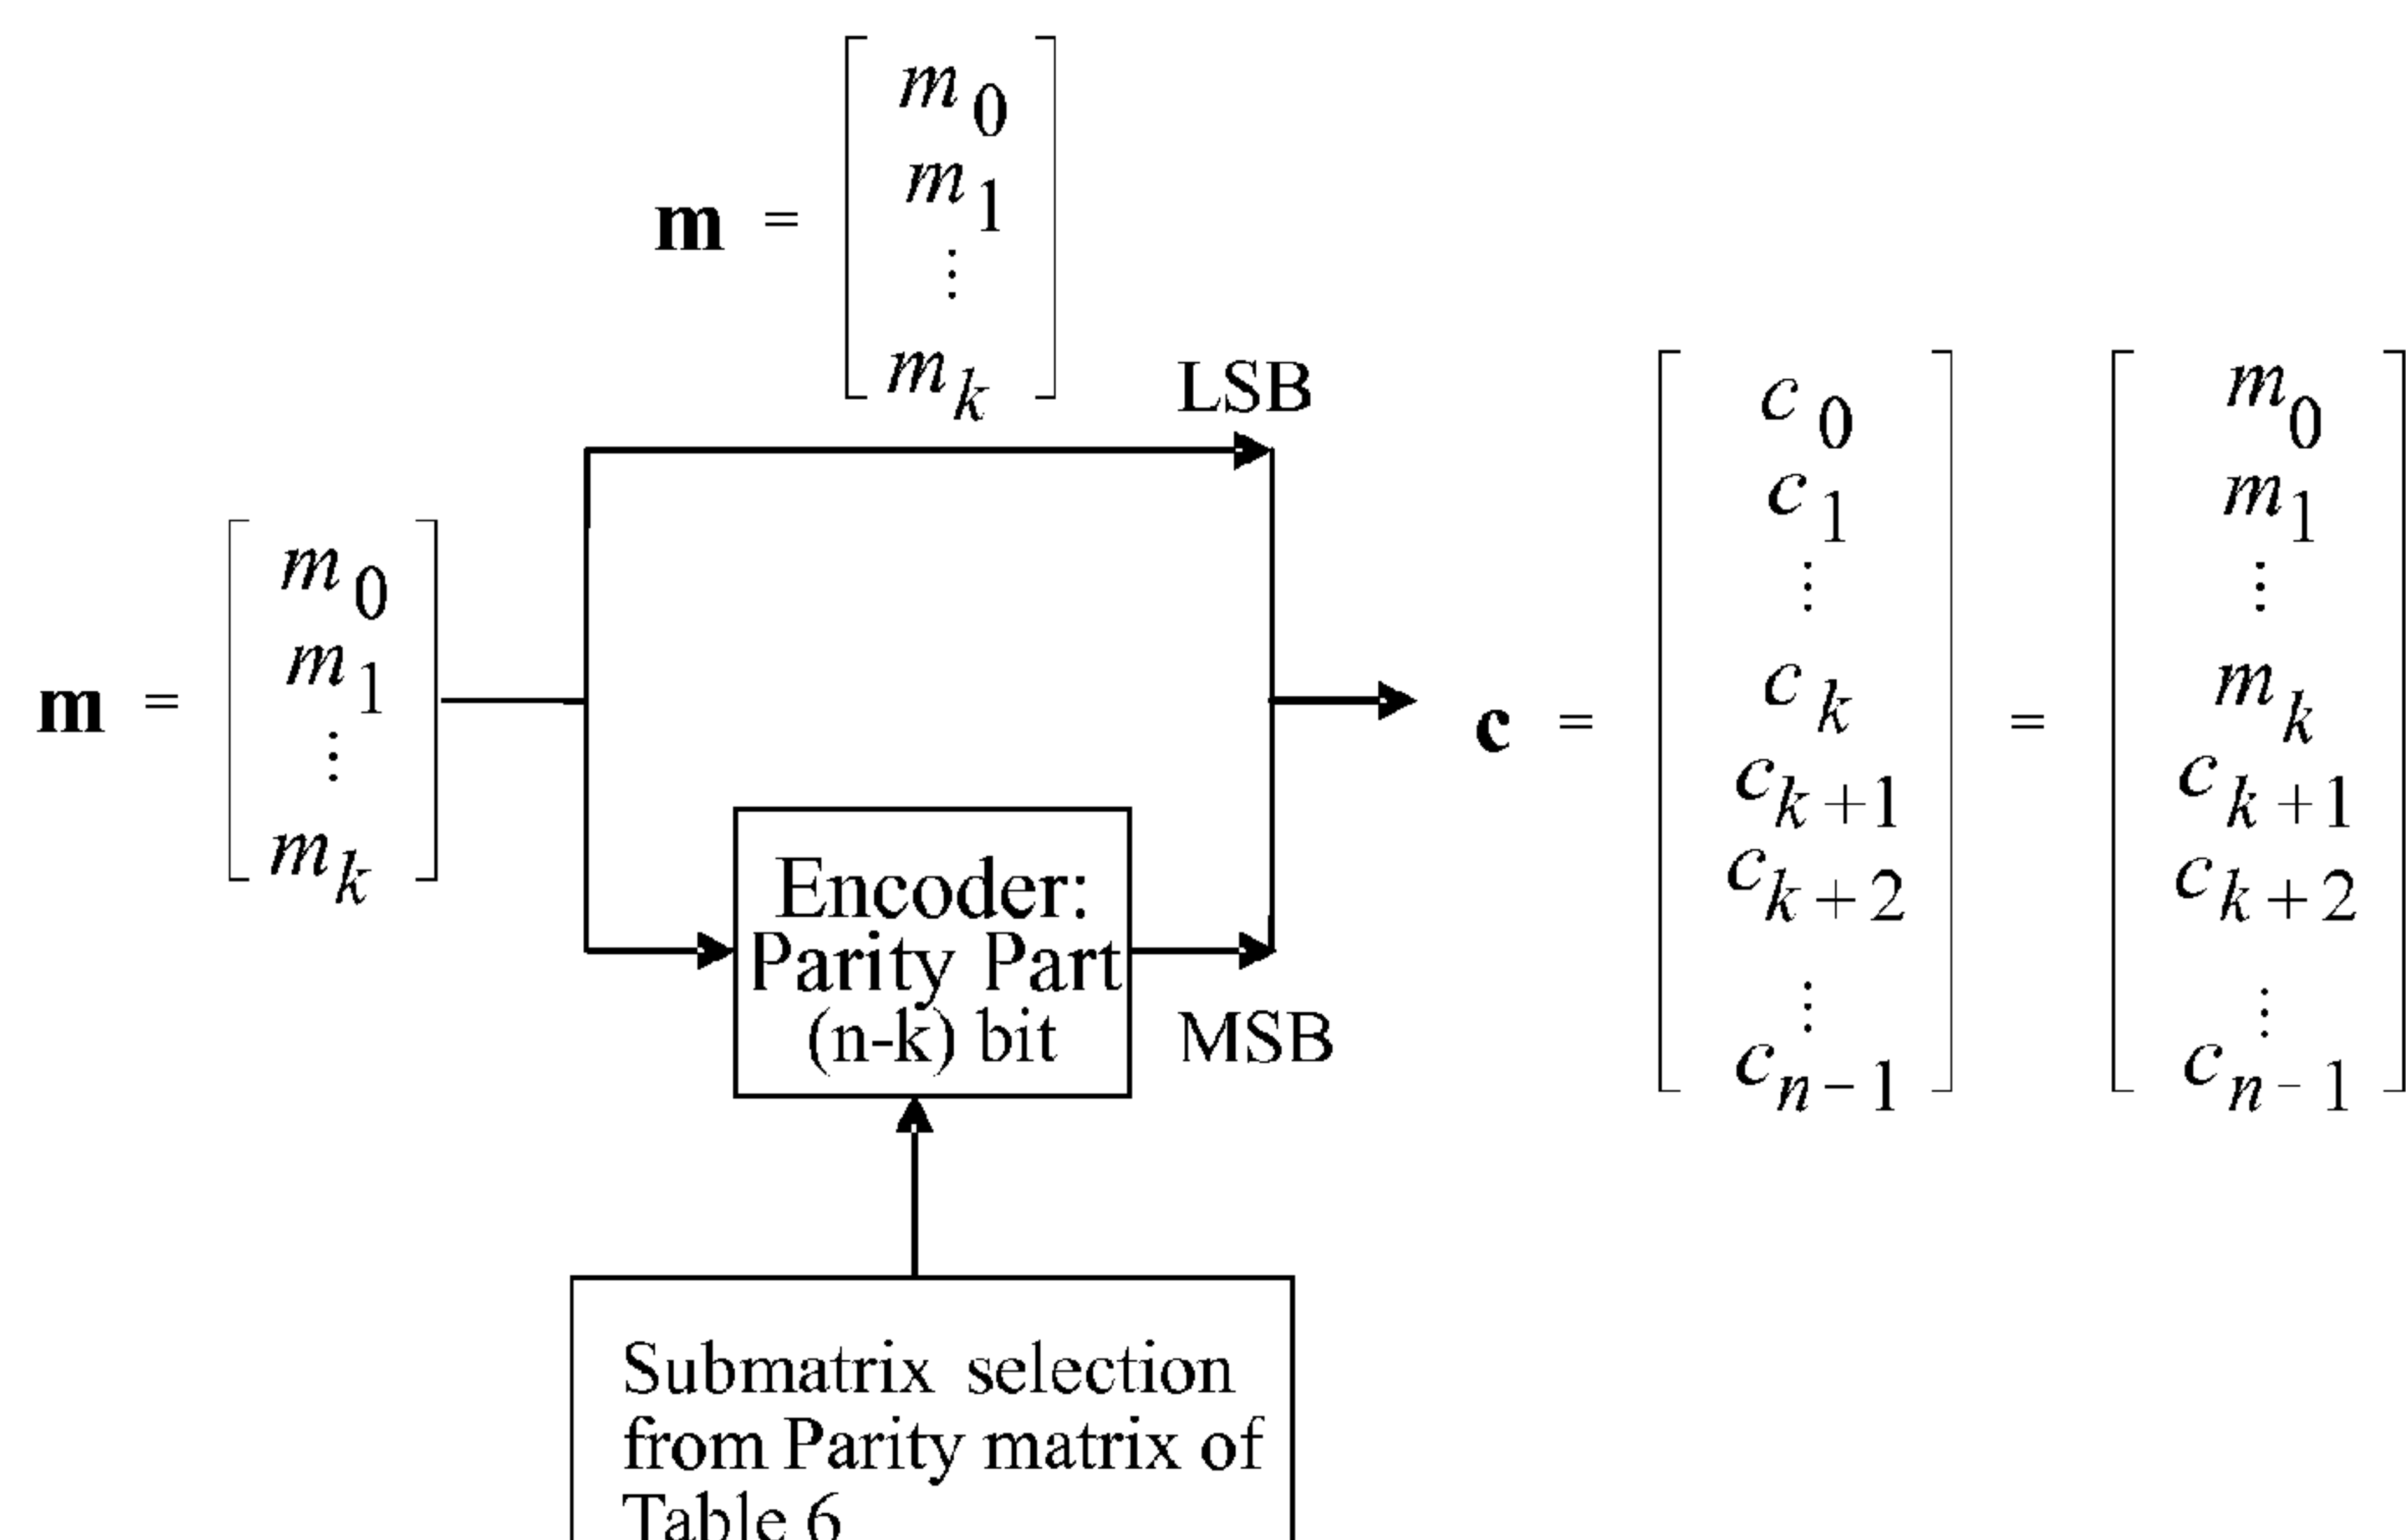 m = [ m0
m1
⋮
mk ]
LSB
m = [ m0
m1
⋮
mk ]
Encoder:
Parity Part
(n-k) bit
MSB
c = [ c0
c1
⋮
ck
ck+1
ck+2
⋮
cn−1 ]
= [ m0
m1
⋮
mk
ck+1
ck+2
⋮
cn−1 ]
Submatrix selection
from Parity matrix of
Table 6